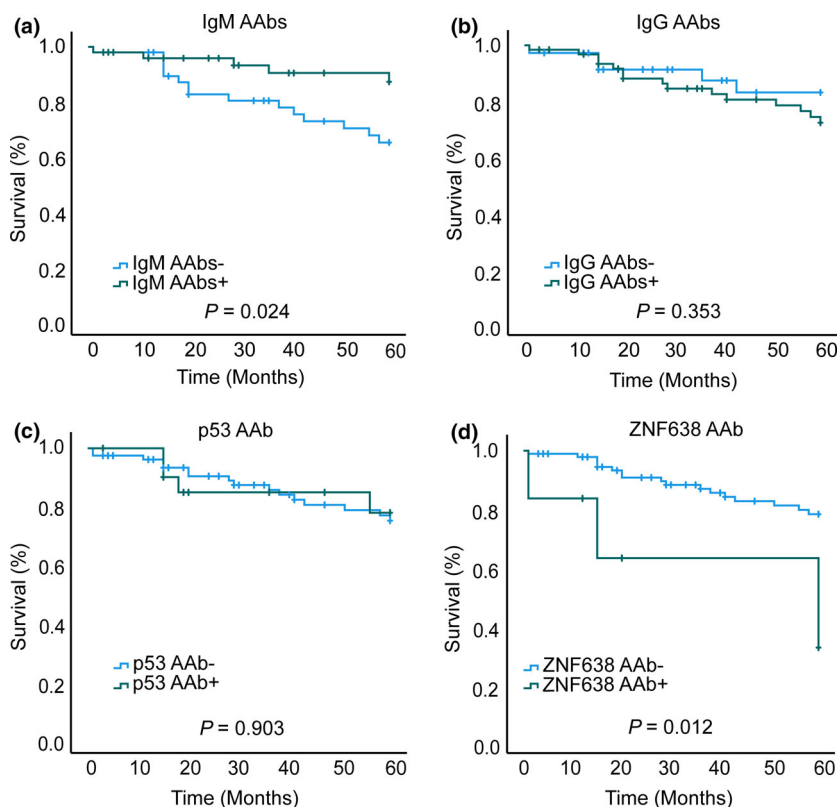 (a)
IgM AAbs
Survival (%)
1.0
0.8
0.6
0.4
0.2
0.0
IgM AAbs-
IgM AAbs+
P = 0.024
0 10 20 30 40 50 60
Time (Months)
(b)
IgG AAbs
Survival (%)
1.0
0.8
0.6
0.4
0.2
0.0
IgG AAbs-
IgG AAbs+
P = 0.353
0 10 20 30 40 50 60
Time (Months)
(c)
p53 AAb
Survival (%)
1.0
0.8
0.6
0.4
0.2
0.0
p53 AAb-
p53 AAb+
P = 0.903
0 10 20 30 40 50 60
Time (Months)
(d)
ZNF638 AAb
Survival (%)
1.0
0.8
0.6
0.4
0.2
0.0
ZNF638 AAb-
ZNF638 AAb+
P = 0.012
0 10 20 30 40 50 60
Time (Months)